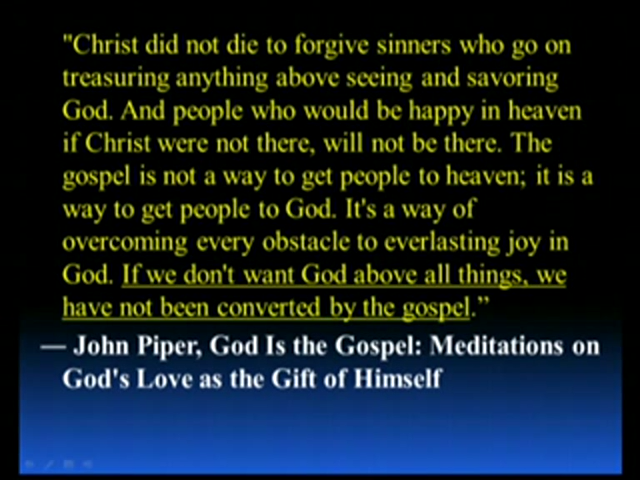 "Christ did not die to forgive sinners who go on
treasuring anything above seeing and savoring
God. And people who would be happy in heaven
if Christ were not there, will not be there. The
gospel is not a way to get people to heaven; it is a
way to get people to God. It's a way of
overcoming every obstacle to everlasting joy in
God. If we don't want God above all things, we
have not been converted by the gospel.”
— John Piper, God Is the Gospel: Meditations on
God's Love as the Gift of Himself